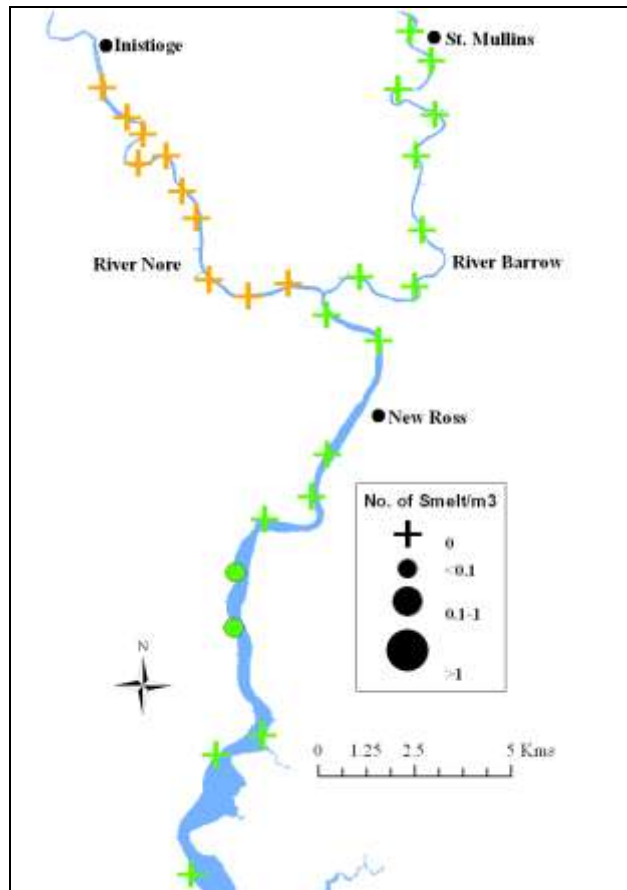 Inistioge
St. Mullins
River Nore
River Barrow
New Ross
No. of Smelt/m3
0
<0.1
0.1-1
>1
N
0 1.25 2.5 5 Kms